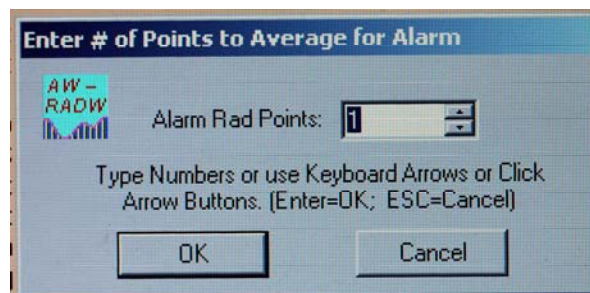 Enter # of Points to Average for Alarm
AW-
RADW
Alarm Rad Points: 1
Type Numbers or use Keyboard Arrows or Click
Arrow Buttons. (Enter=OK; ESC=Cancel)
OK Cancel